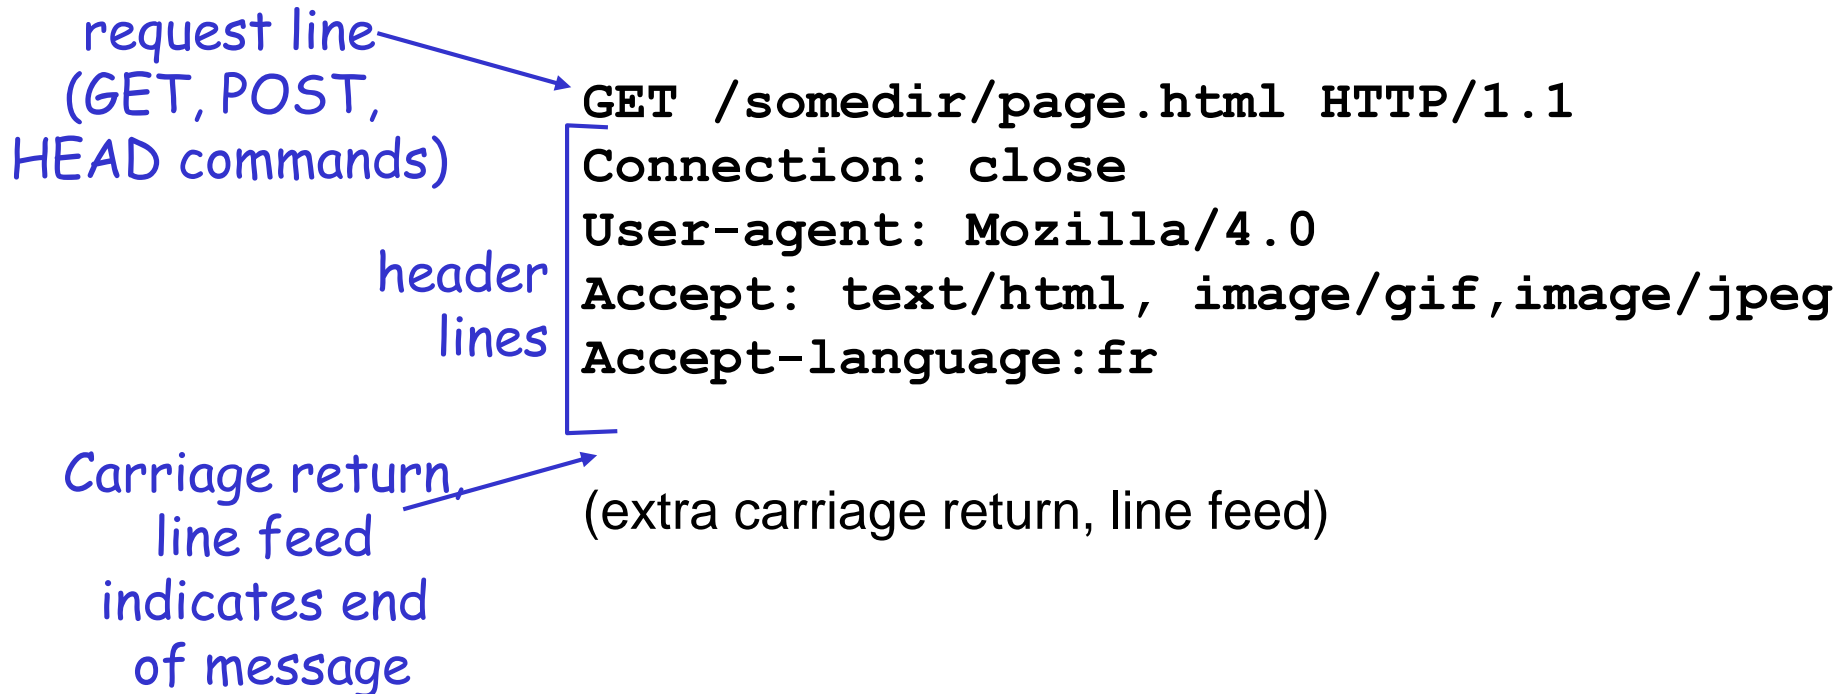 request line
(GET, POST,
HEAD commands)
GET /somedir/page.html HTTP/1.1
Connection: close
User-agent: Mozilla/4.0
Accept: text/html, image/gif,image/jpeg
Accept-language:fr
header
lines
Carriage return,
line feed
indicates end
of message
(extra carriage return, line feed)